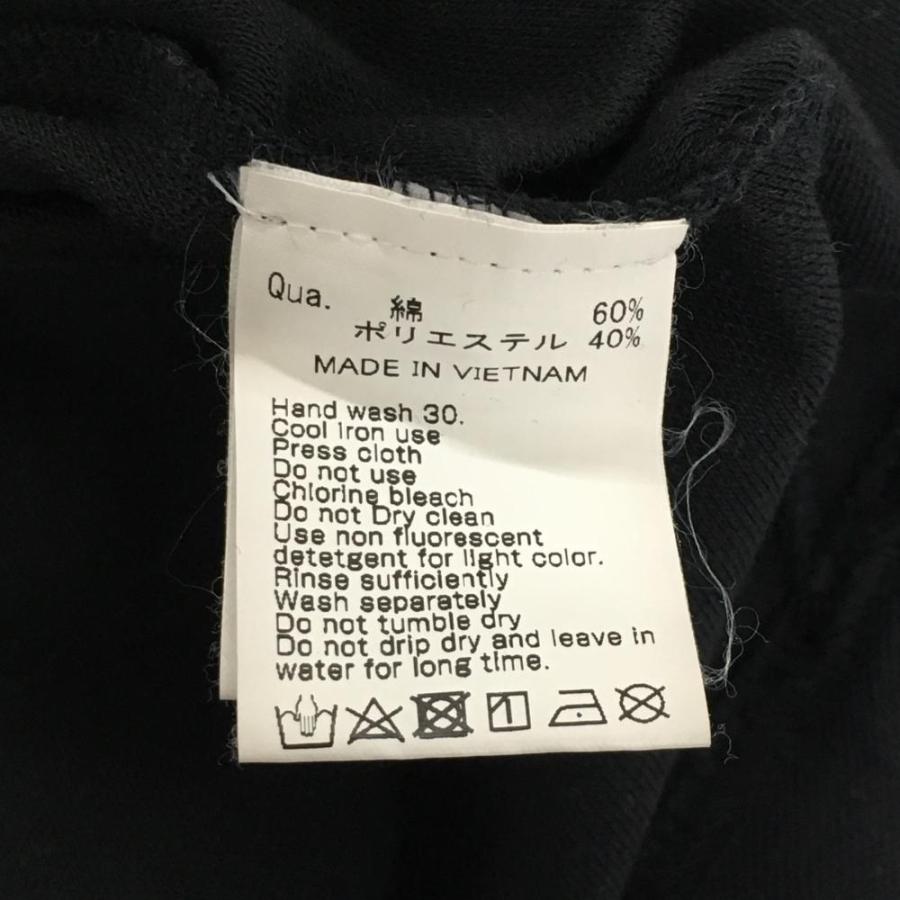 Qua. 綿 60%
ポリエステル 40%
MADE IN VIETNAM
Hand wash 30.
Cool iron use
Press cloth
Do not use
Chlorine bleach
Do not Dry clean
Use non fluorescent
detetgent for light color.
Rinse sufficiently
Wash separately
Do not tumble dry
Do not drip dry and leave in
water for long time.